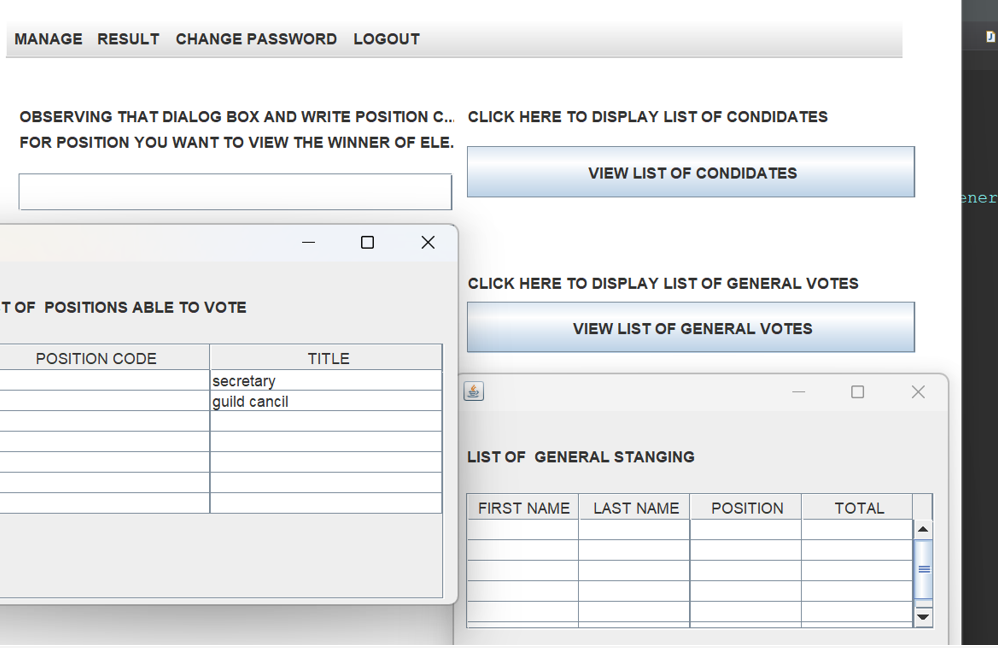 MANAGE RESULT CHANGE PASSWORD LOGOUT
OBSERVING THAT DIALOG BOX AND WRITE POSITION C...
FOR POSITION YOU WANT TO VIEW THE WINNER OF ELE.
CLICK HERE TO DISPLAY LIST OF CONDIDATES
VIEW LIST OF CONDIDATES
CLICK HERE TO DISPLAY LIST OF GENERAL VOTES
VIEW LIST OF GENERAL VOTES
T OF POSITIONS ABLE TO VOTE
POSITION CODE TITLE
secretary
guild cancil
LIST OF GENERAL STANGING
FIRST NAME LAST NAME POSITION TOTAL
ener